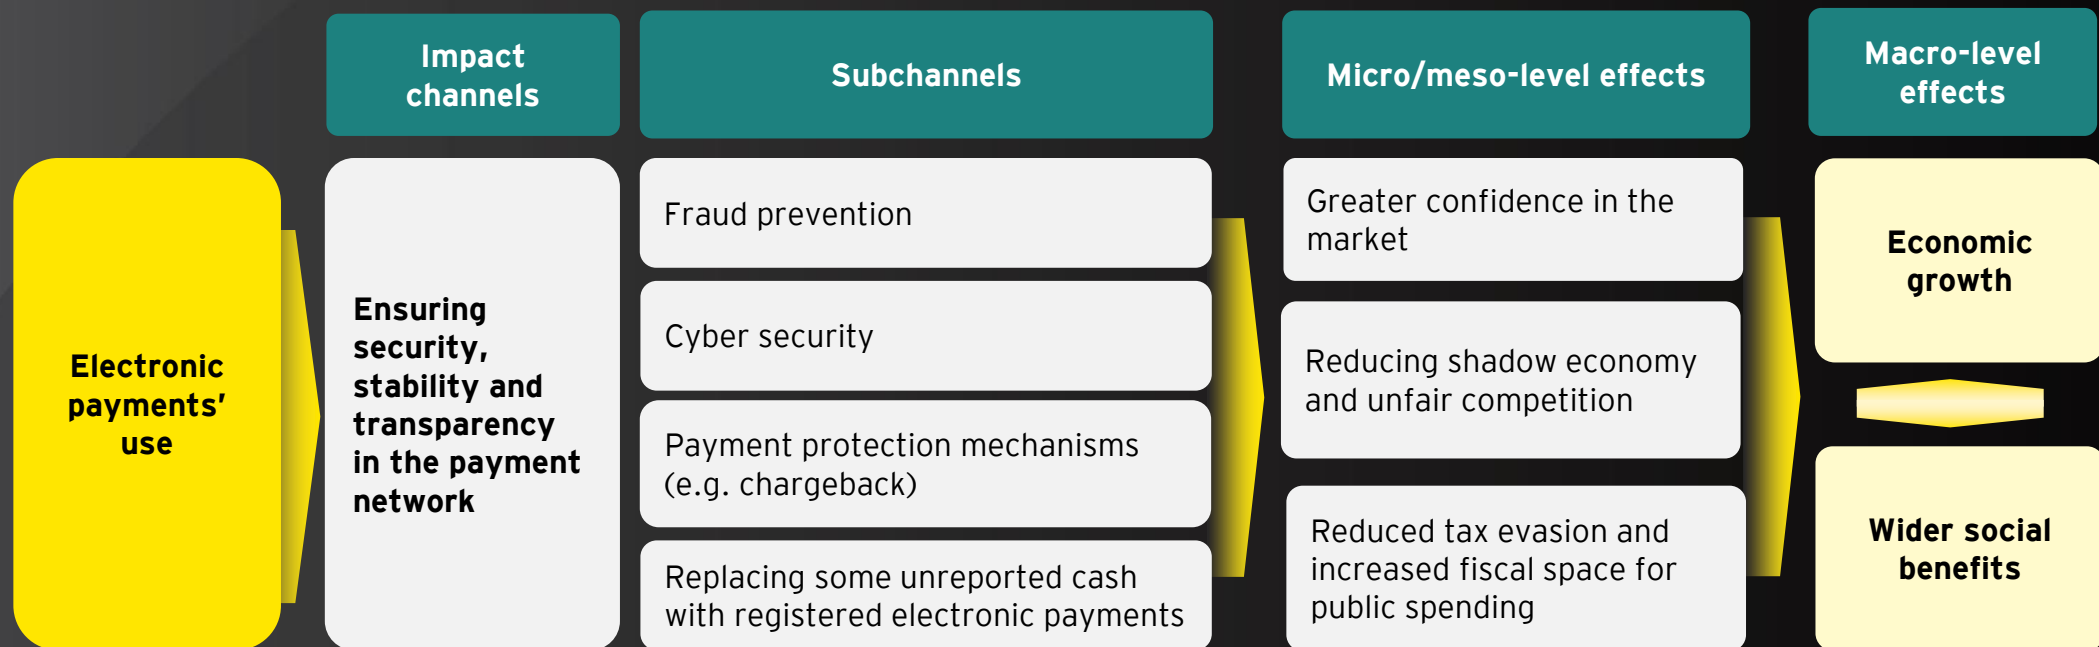 Impact
channels
Subchannels
Micro/meso-level effects
Macro-level
effects
Electronic
payments’
use
Ensuring
security,
stability and
transparency
in the payment
network
Fraud prevention
Cyber security
Payment protection mechanisms
(e.g. chargeback)
Replacing some unreported cash
with registered electronic payments
Greater confidence in the
market
Reducing shadow economy
and unfair competition
Reduced tax evasion and
increased fiscal space for
public spending
Economic
growth
Wider social
benefits